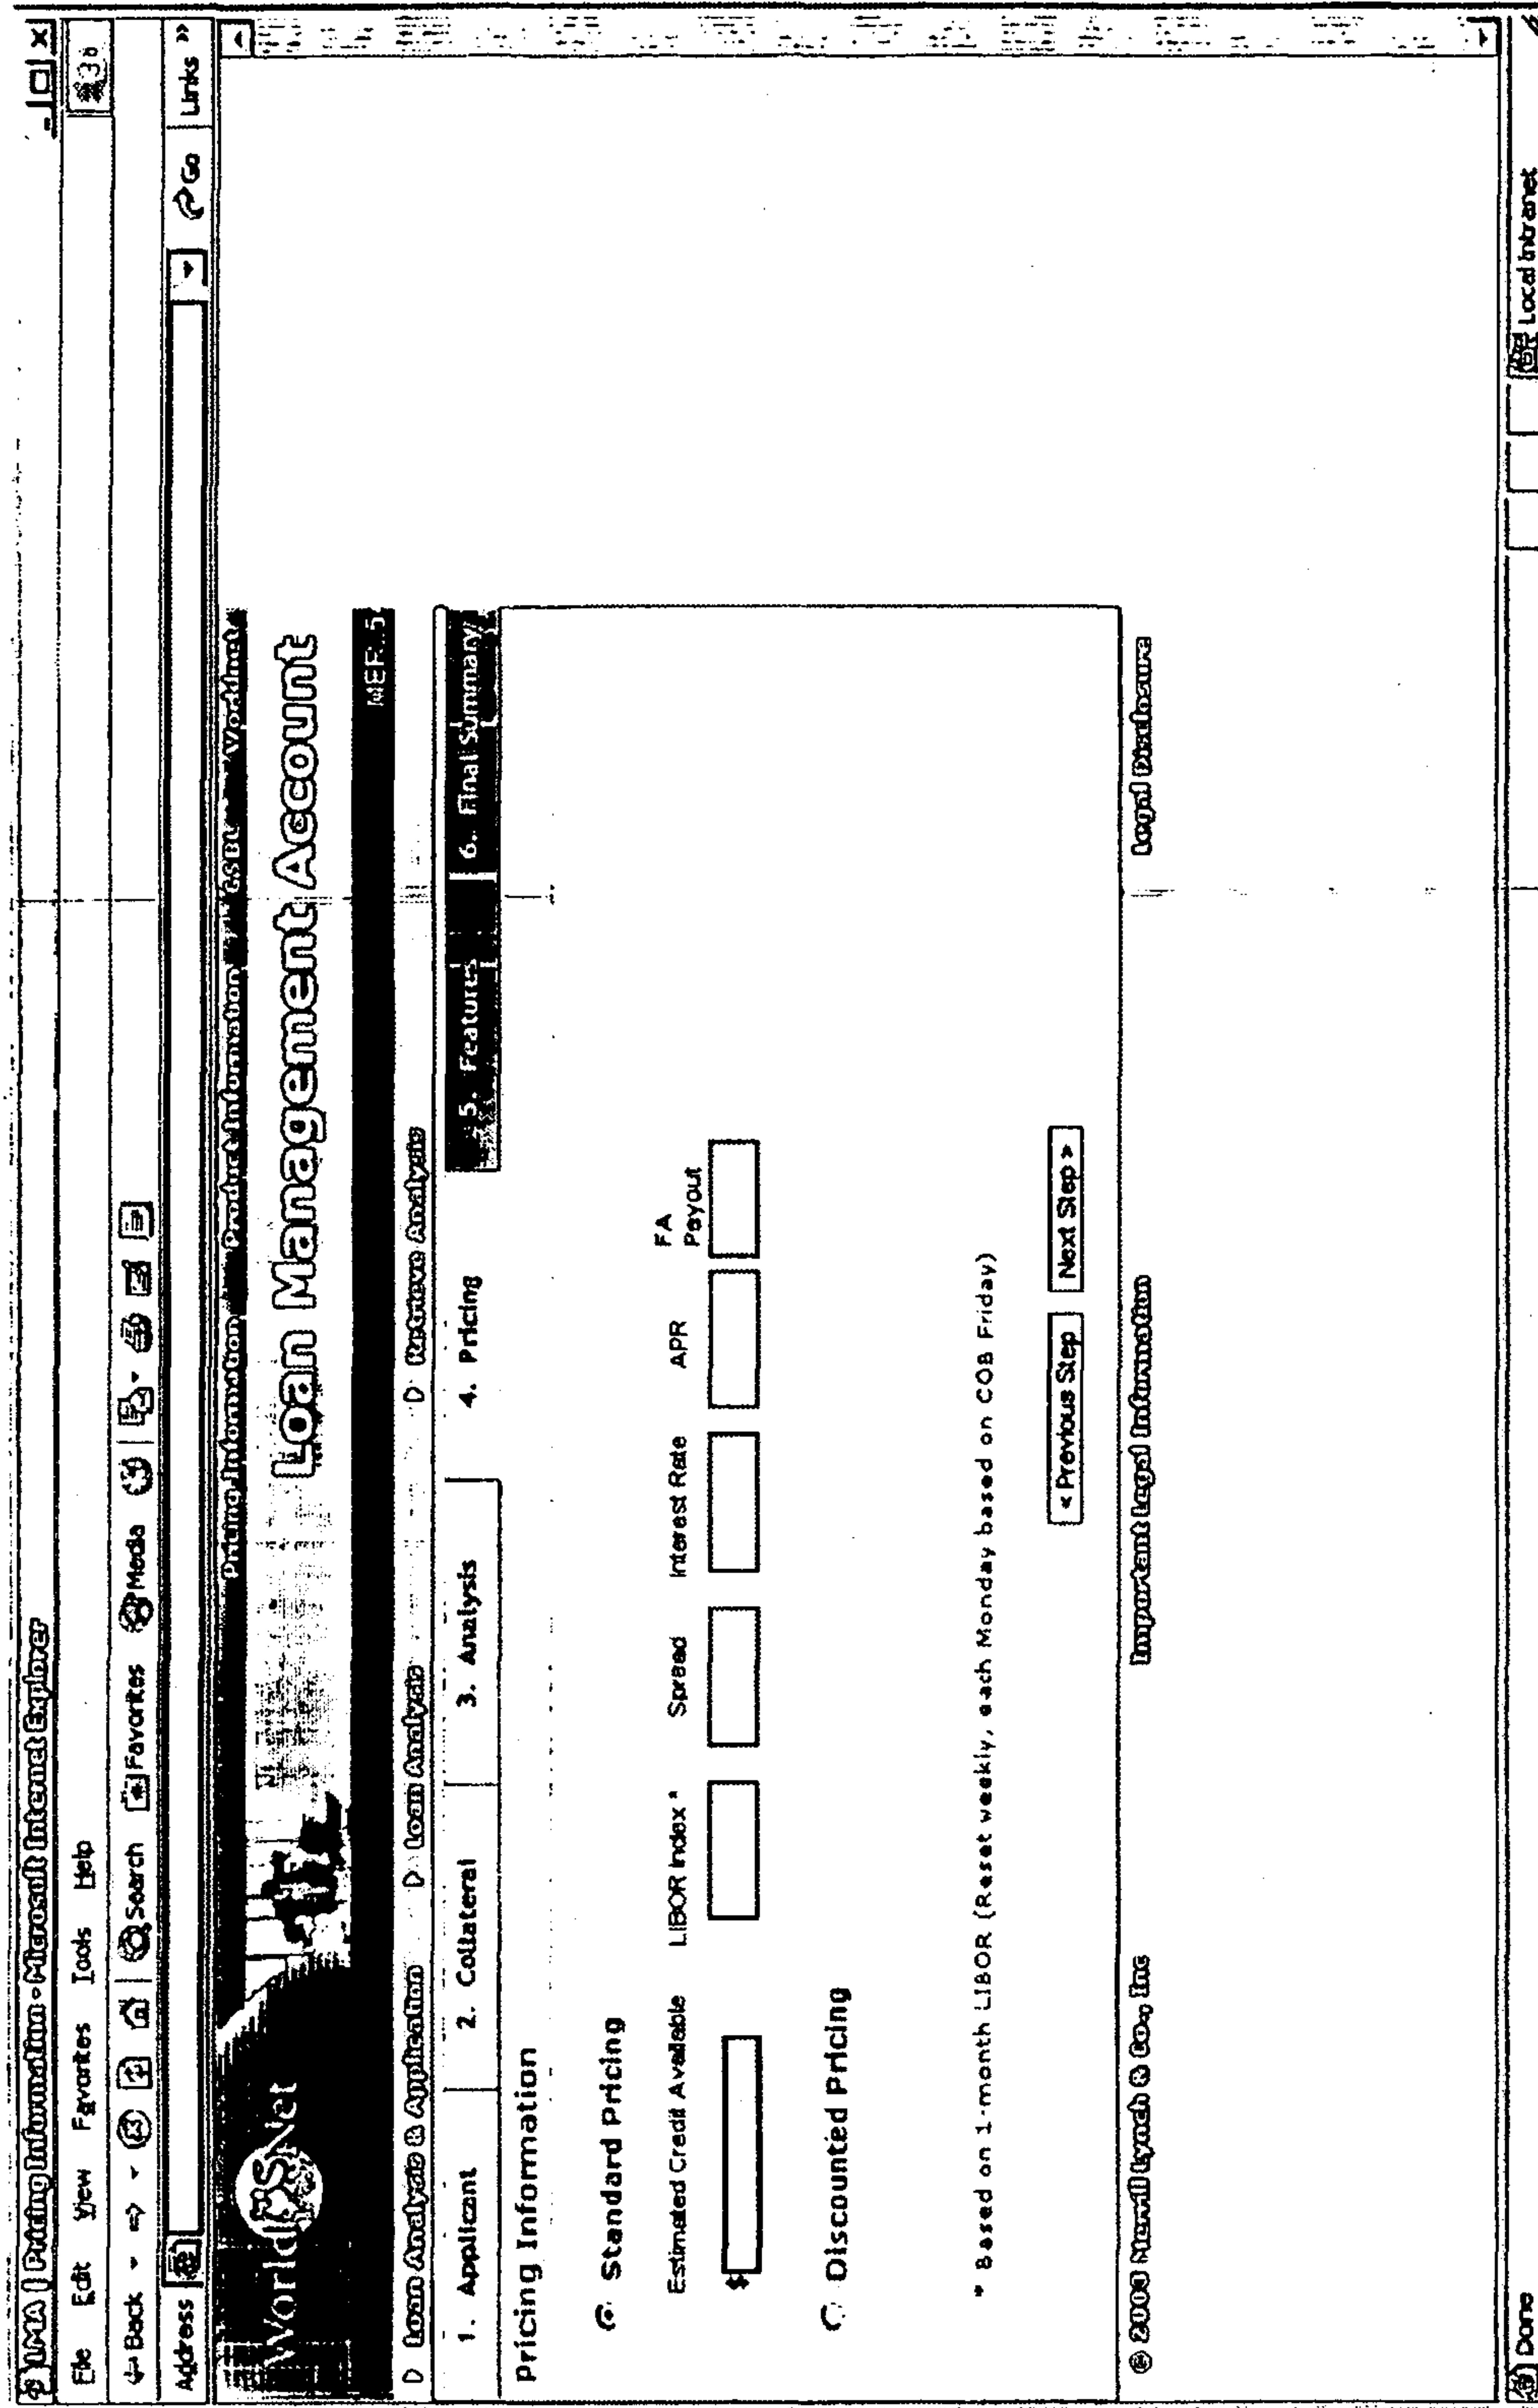 LMA | Pricing Information - Microsoft Internet Explorer
File Edit View Favorites Tools Help
Back Search Favorites Media
Address Go Links »
Pricing Information Product Information GSBL Worldnet
World Net
Loan Management Account
Loan Analysis & Application Loan Analysis Retrieve Analysis
1. Applicant 2. Collateral 3. Analysis 4. Pricing 5. Features 6. Final Summary
Pricing Information
Standard Pricing
Estimated Credit Available LIBOR Index * Spread Interest Rate APR FA Payout
$
Discounted Pricing
* Based on 1-month LIBOR (Reset weekly, each Monday based on COB Friday)
< Previous Step Next Step >
Merrill Lynch & Co., Inc Important Legal Information Legal Disclosure
Done Local intranet